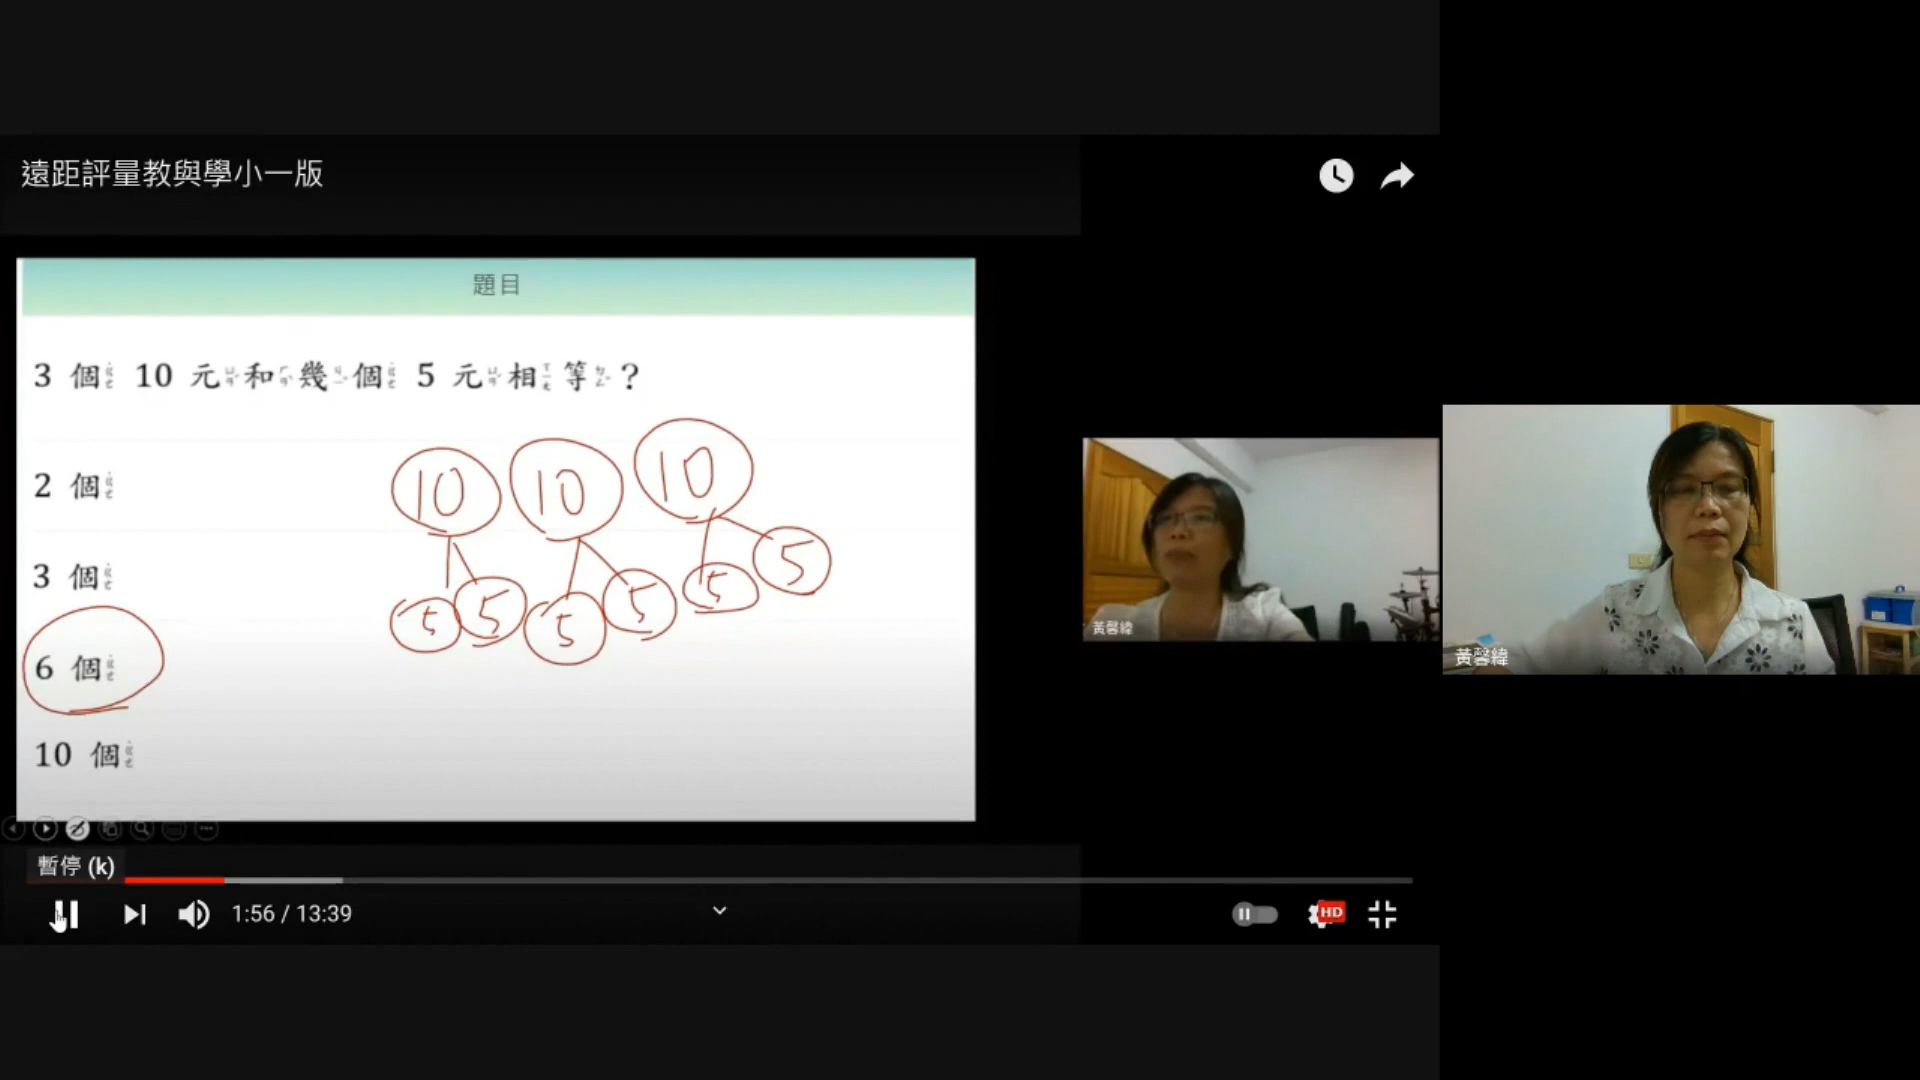 遠距評量教與學小一版
題目
3 個 10 元和幾個 5 元相等?
2 個
3 個
6 個
10 個
10 10 10
5 5 5 5 5 5
黃馨緯
黃馨緯
暫停 (k)
1:56 / 13:39
HD